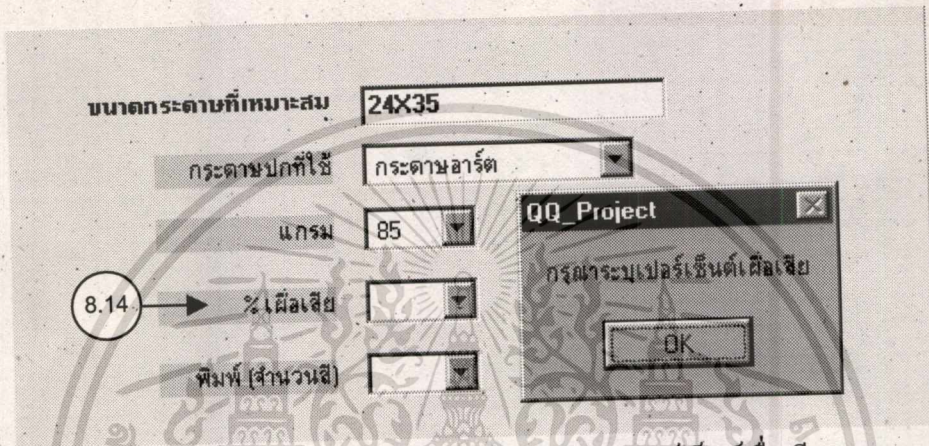 ขนาดกระดาษที่เหมาะสม 24X35
กระดาษปกที่ใช้ กระดาษอาร์ต
แกรม 85
QQ_Project
กรุณาระบุเปอร์เซ็นต์เผื่อเสีย
OK
8.14 % เผื่อเสีย
พิมพ์ (จำนวนสี)